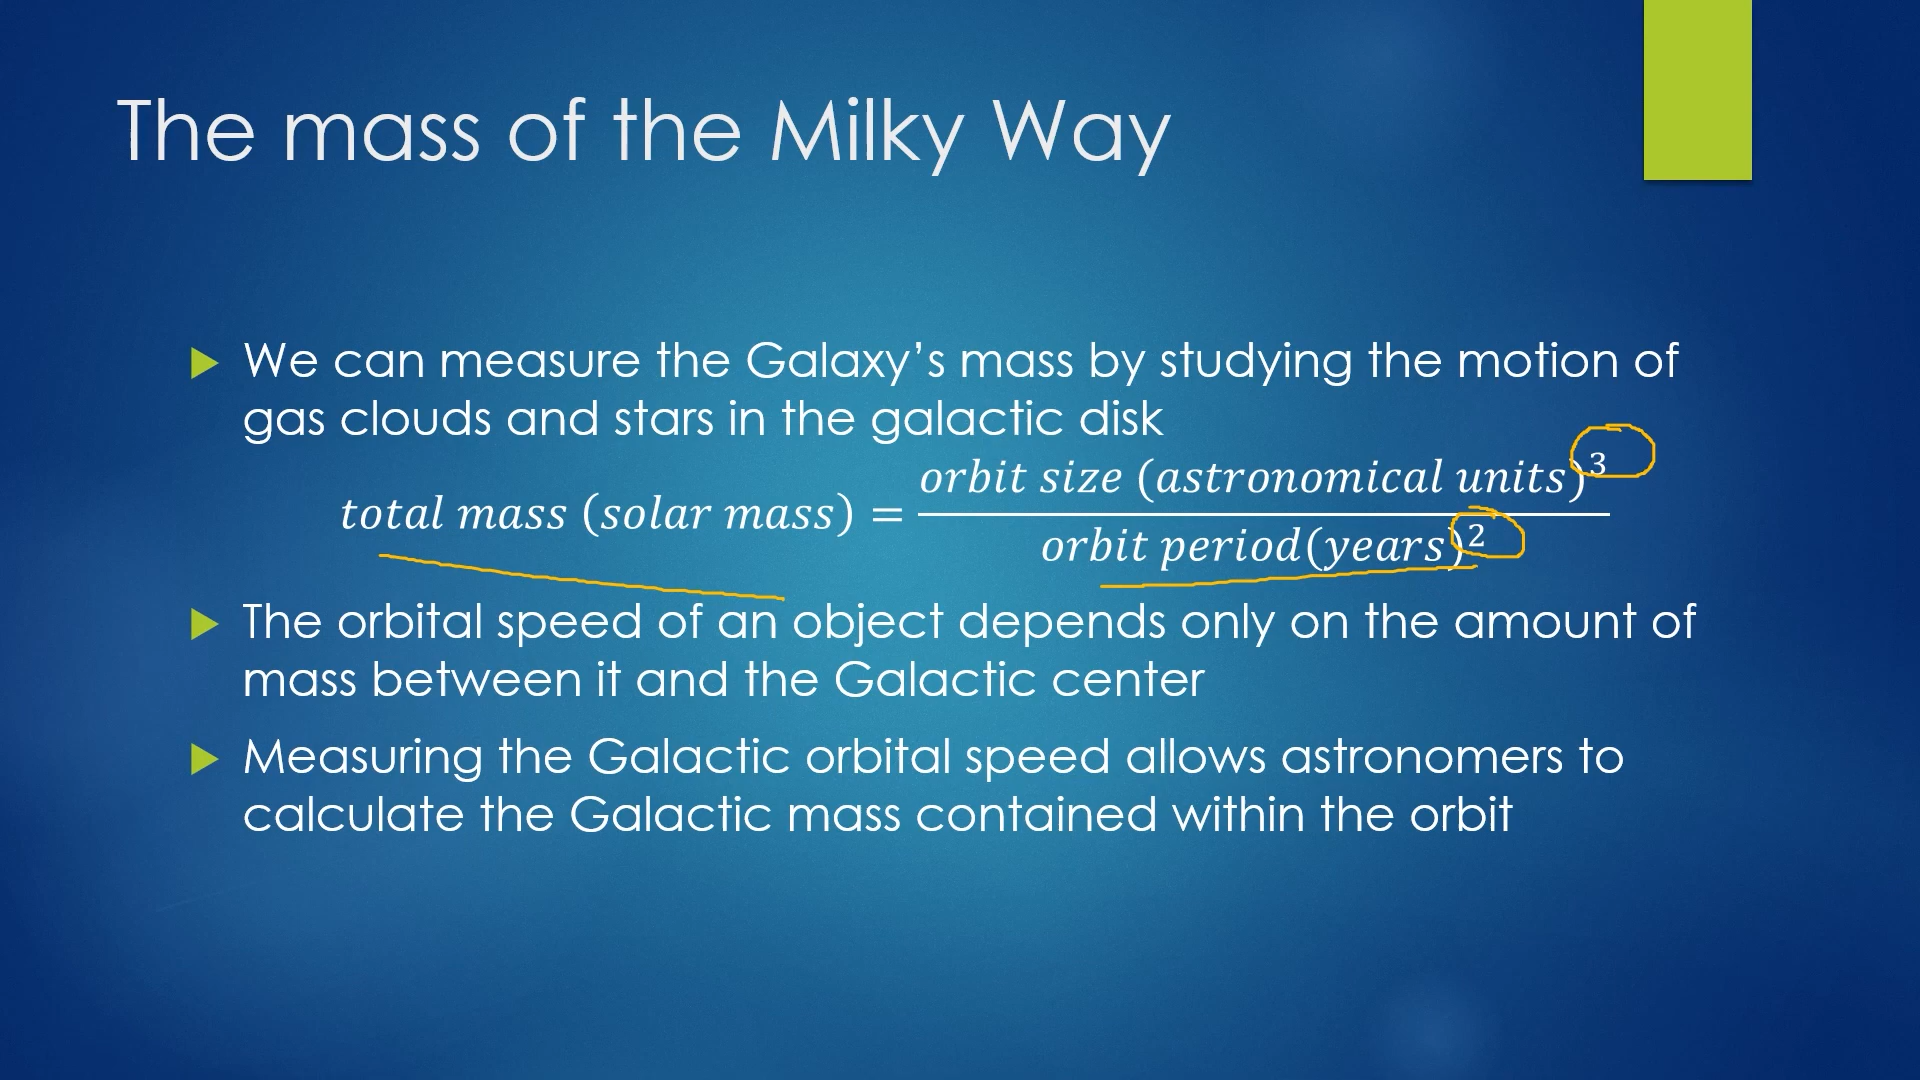 The mass of the Milky Way
We can measure the Galaxy’s mass by studying the motion of
gas clouds and stars in the galactic disk
total mass (solar mass) = orbit size (astronomical units)³ / orbit period(years)²
The orbital speed of an object depends only on the amount of
mass between it and the Galactic center
Measuring the Galactic orbital speed allows astronomers to
calculate the Galactic mass contained within the orbit